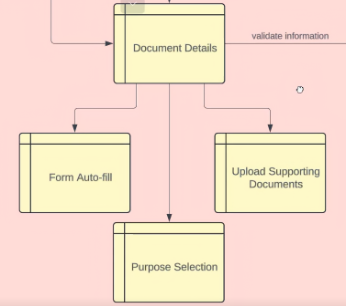 Document Details
validate information
Form Auto-fill
Upload Supporting
Documents
Purpose Selection